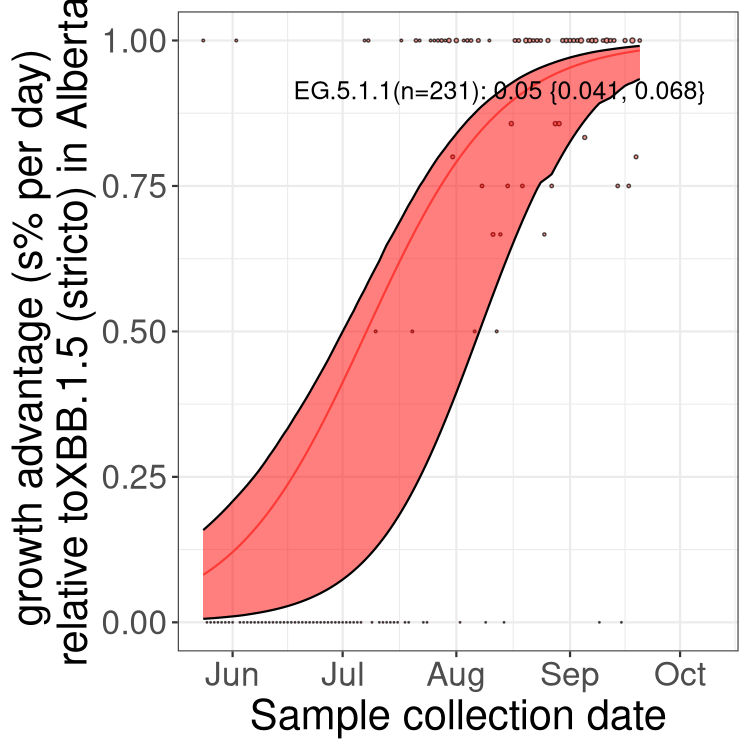 growth advantage (s% per day)
relative toXBB.1.5 (stricto) in Alberta
1.00
0.75
0.50
0.25
0.00
EG.5.1.1(n=231): 0.05 {0.041, 0.068}
Jun Jul Aug Sep Oct
Sample collection date